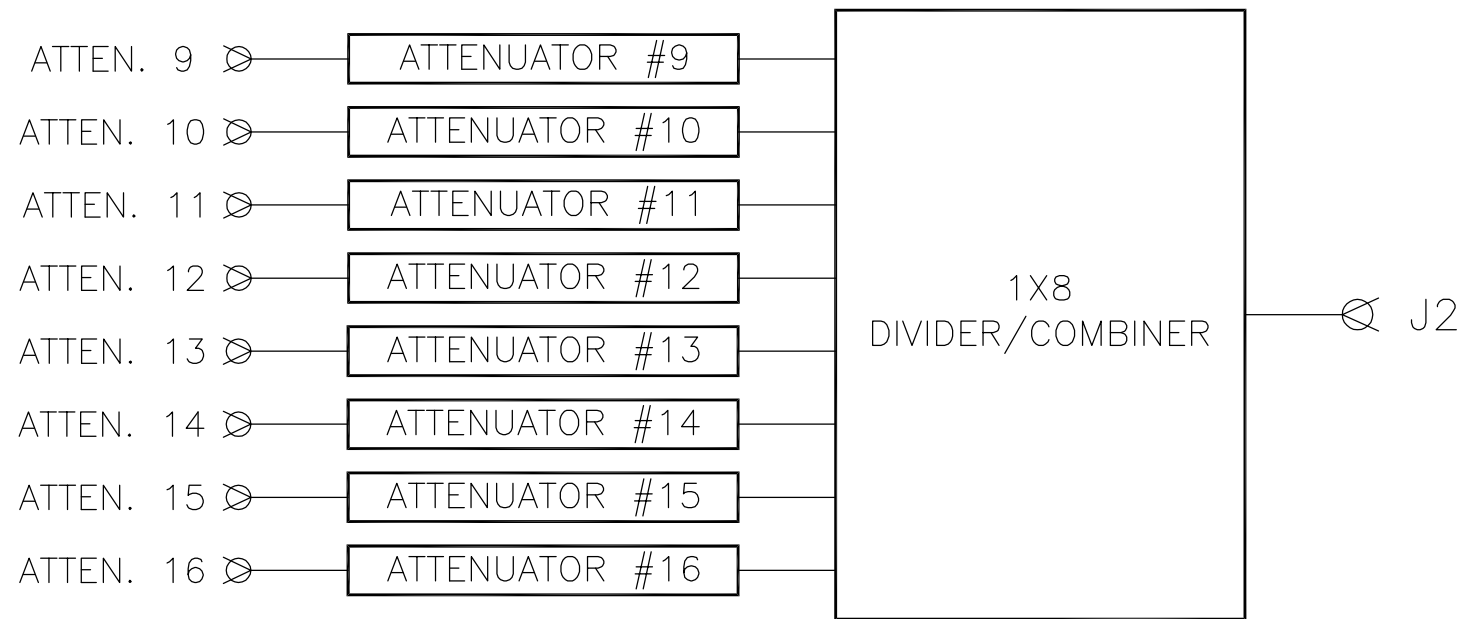 ATTEN. 9 ATTENUATOR #9
ATTEN. 10 ATTENUATOR #10
ATTEN. 11 ATTENUATOR #11
ATTEN. 12 ATTENUATOR #12
ATTEN. 13 ATTENUATOR #13
ATTEN. 14 ATTENUATOR #14
ATTEN. 15 ATTENUATOR #15
ATTEN. 16 ATTENUATOR #16
1X8
DIVIDER/COMBINER
J2